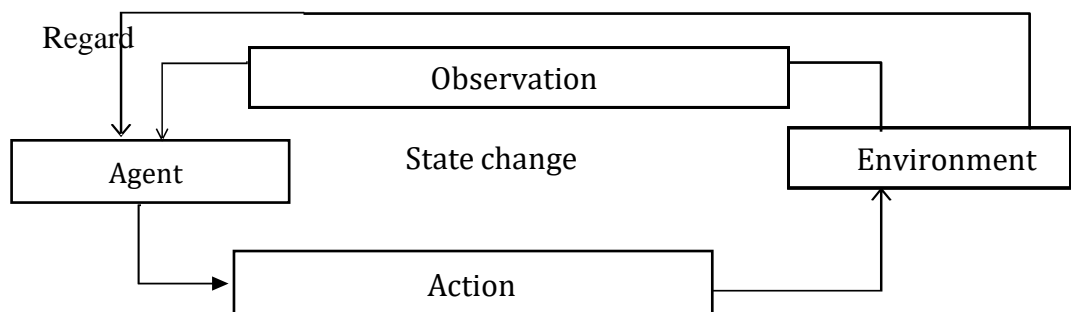 Regard
Observation
State change
Agent
Environment
Action